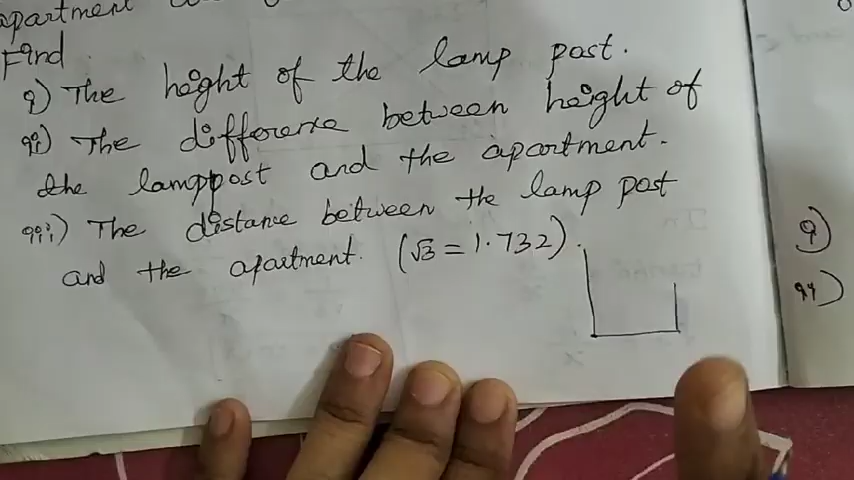 apartment
Find
i) The height of the lamp post.
ii) The difference between height of
the lamppost and the apartment.
iii) The distance between the lamp post
and the apartment. (√3 = 1.732).
i)
ii)